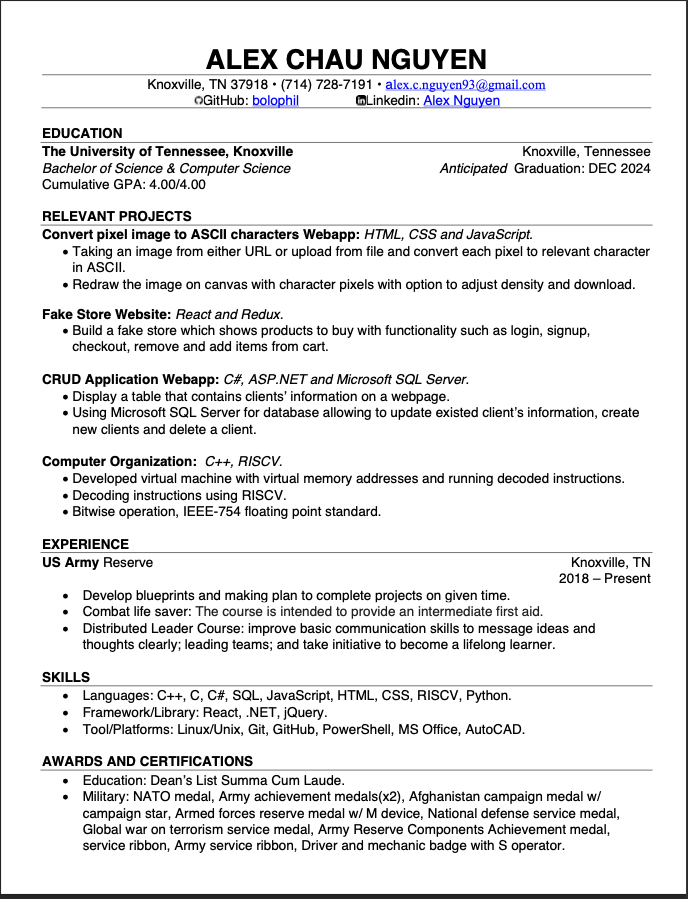 ALEX CHAU NGUYEN
Knoxville, TN 37918 • (714) 728-7191 • alex.c.nguyen93@gmail.com
GitHub: bolophil Linkedin: Alex Nguyen
EDUCATION
The University of Tennessee, Knoxville Knoxville, Tennessee
Bachelor of Science & Computer Science Anticipated Graduation: DEC 2024
Cumulative GPA: 4.00/4.00
RELEVANT PROJECTS
Convert pixel image to ASCII characters Webapp: HTML, CSS and JavaScript.
• Taking an image from either URL or upload from file and convert each pixel to relevant character
in ASCII.
• Redraw the image on canvas with character pixels with option to adjust density and download.
Fake Store Website: React and Redux.
• Build a fake store which shows products to buy with functionality such as login, signup,
checkout, remove and add items from cart.
CRUD Application Webapp: C#, ASP.NET and Microsoft SQL Server.
• Display a table that contains clients' information on a webpage.
• Using Microsoft SQL Server for database allowing to update existed client's information, create
new clients and delete a client.
Computer Organization: C++, RISCV.
• Developed virtual machine with virtual memory addresses and running decoded instructions.
• Decoding instructions using RISCV.
• Bitwise operation, IEEE-754 floating point standard.
EXPERIENCE
US Army Reserve Knoxville, TN
2018 – Present
• Develop blueprints and making plan to complete projects on given time.
• Combat life saver: The course is intended to provide an intermediate first aid.
• Distributed Leader Course: improve basic communication skills to message ideas and
thoughts clearly; leading teams; and take initiative to become a lifelong learner.
SKILLS
• Languages: C++, C, C#, SQL, JavaScript, HTML, CSS, RISCV, Python.
• Framework/Library: React, .NET, jQuery.
• Tool/Platforms: Linux/Unix, Git, GitHub, PowerShell, MS Office, AutoCAD.
AWARDS AND CERTIFICATIONS
• Education: Dean's List Summa Cum Laude.
• Military: NATO medal, Army achievement medals(x2), Afghanistan campaign medal w/
campaign star, Armed forces reserve medal w/ M device, National defense service medal,
Global war on terrorism service medal, Army Reserve Components Achievement medal,
service ribbon, Army service ribbon, Driver and mechanic badge with S operator.